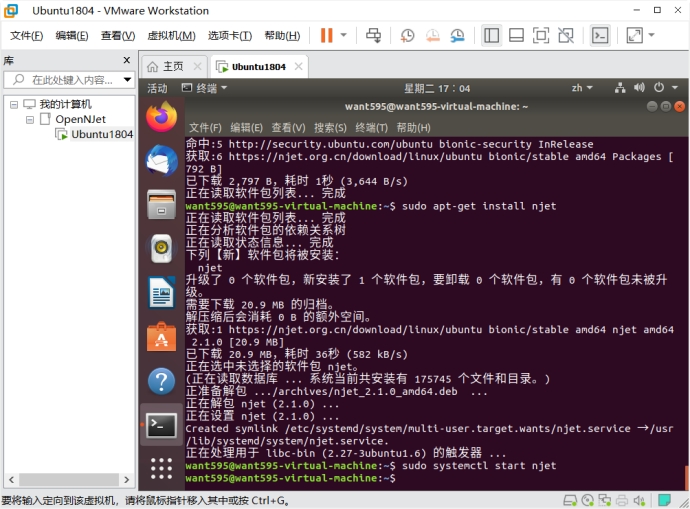 Ubuntu1804 - VMware Workstation
文件(F) 编辑(E) 查看(V) 虚拟机(M) 选项卡(T) 帮助(H)
库
在此处键入内容...
我的计算机
OpenNJet
Ubuntu1804
主页 Ubuntu1804
活动 终端 星期二 17:04 zh
want595@want595-virtual-machine: ~
文件(F) 编辑(E) 查看(V) 搜索(S) 终端(T) 帮助(H)
命中:5 http://security.ubuntu.com/ubuntu bionic-security InRelease
获取:6 https://njet.org.cn/download/linux/ubuntu bionic/stable amd64 Packages [
792 B]
已下载 2,797 B, 耗时 1秒 (3,644 B/s)
正在读取软件包列表... 完成
want595@want595-virtual-machine:~$ sudo apt-get install njet
正在读取软件包列表... 完成
正在分析软件包的依赖关系树
正在读取状态信息... 完成
下列【新】软件包将被安装：
njet
升级了 0 个软件包，新安装了 1 个软件包，要卸载 0 个软件包，有 0 个软件包未被升
级。
需要下载 20.9 MB 的归档。
解压缩后会消耗 0 B 的额外空间。
获取:1 https://njet.org.cn/download/linux/ubuntu bionic/stable amd64 njet amd64
2.1.0 [20.9 MB]
已下载 20.9 MB，耗时 36秒 (582 kB/s)
正在选中未选择的软件包 njet。
(正在读取数据库 ... 系统当前共安装有 175745 个文件和目录。)
正准备解包 .../archives/njet_2.1.0_amd64.deb ...
正在解包 njet (2.1.0) ...
正在设置 njet (2.1.0) ...
Created symlink /etc/systemd/system/multi-user.target.wants/njet.service →/usr
/lib/systemd/system/njet.service.
正在处理用于 libc-bin (2.27-3ubuntu1.6) 的触发器 ...
want595@want595-virtual-machine:~$ sudo systemctl start njet
want595@want595-virtual-machine:~$
要将输入定向到该虚拟机，请将鼠标指针移入其中或按 Ctrl+G。